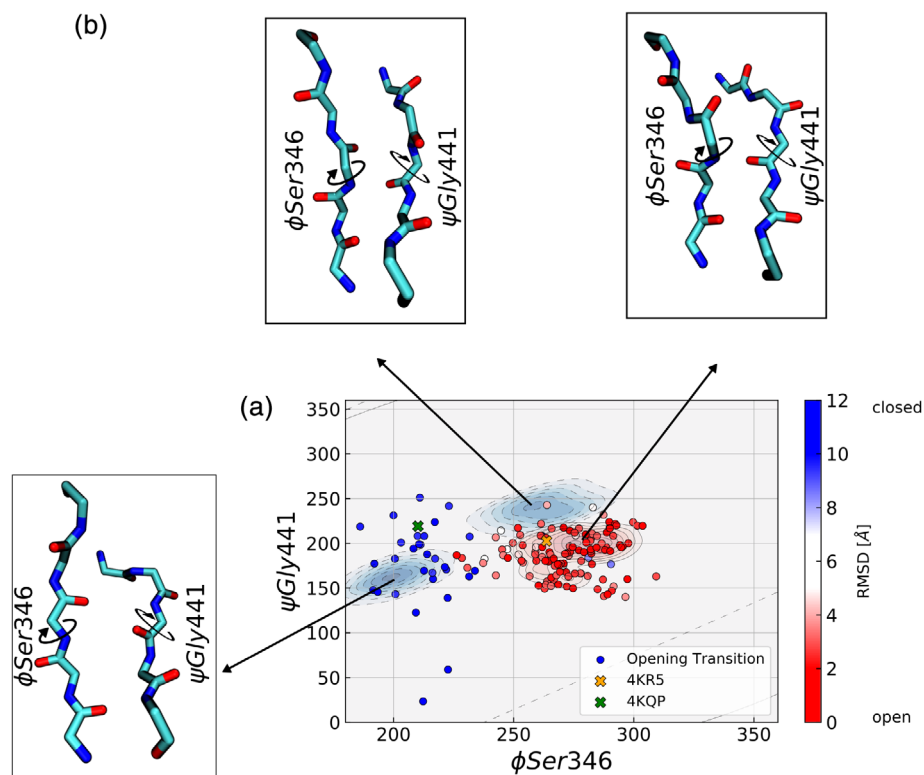 (b)
ϕSer346
ψGly441
ϕSer346
ψGly441
(a)
ψGly441
350
300
250
200
150
100
50
0
200
250
300
350
ϕSer346
Opening Transition
4KR5
4KQP
12
10
8
6
4
2
0
RMSD [Å]
closed
open
ϕSer346
ψGly441